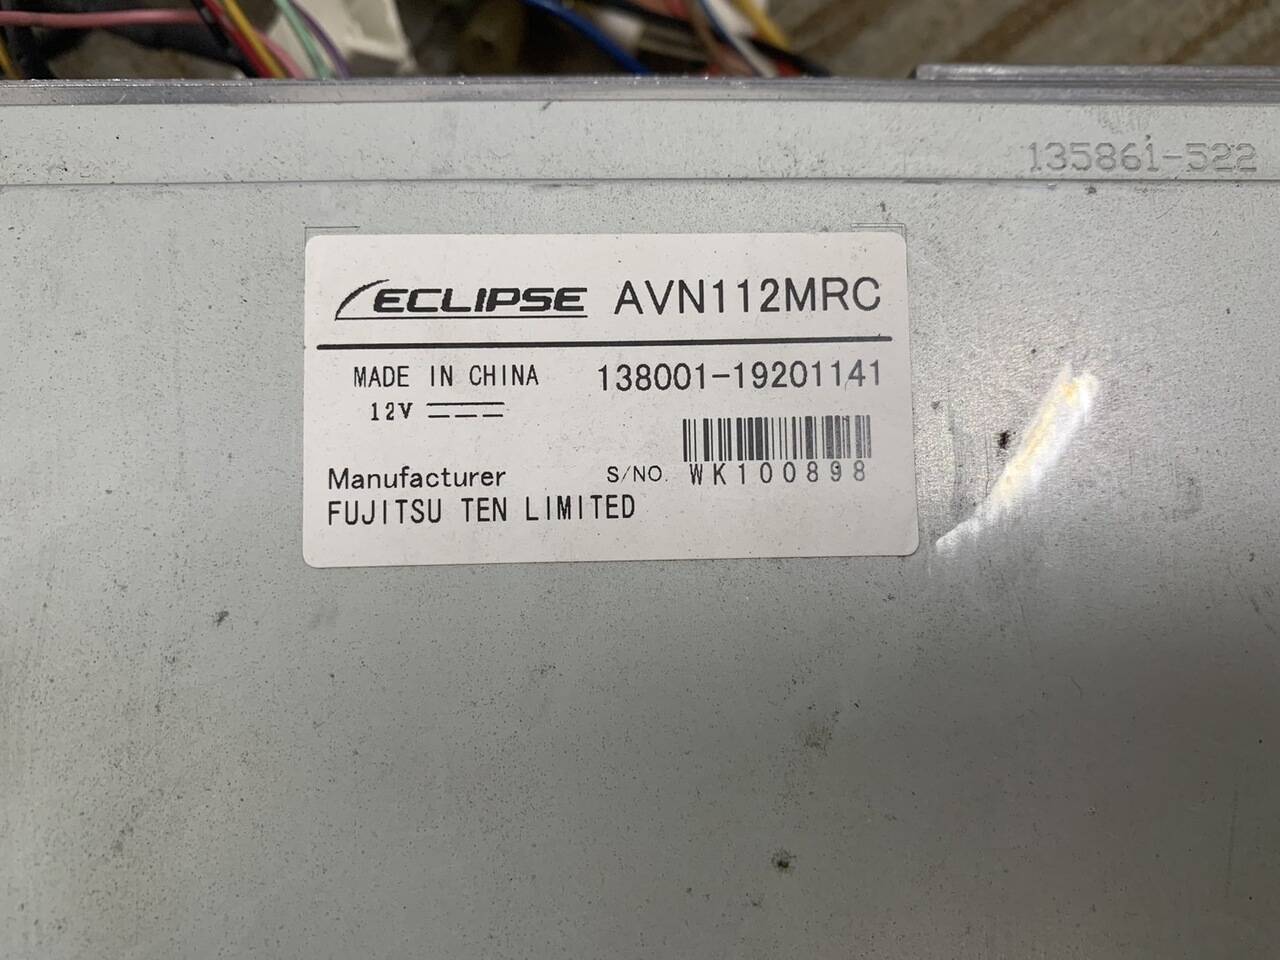 135861-522
ECLIPSE AVN112MRC
MADE IN CHINA 138001-19201141
12V
S/NO. WK100898
Manufacturer
FUJITSU TEN LIMITED